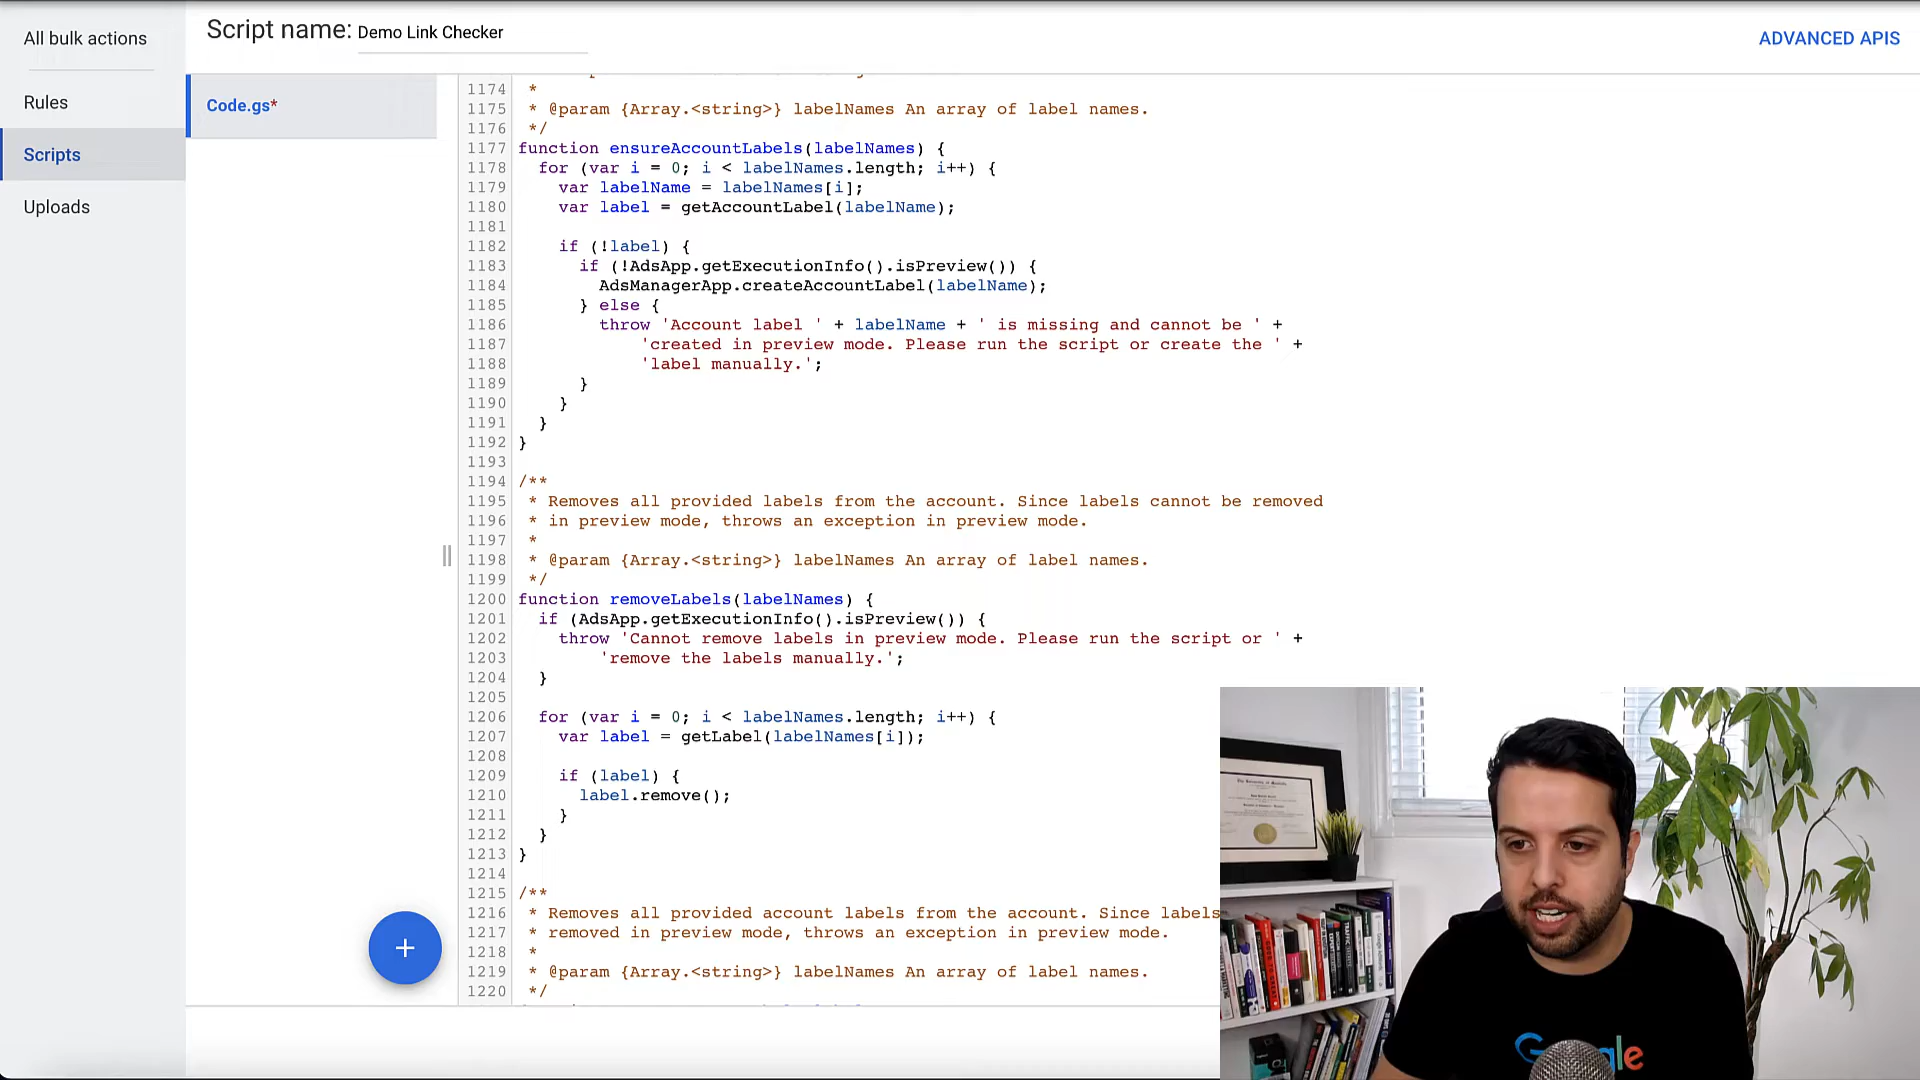 All bulk actions
Rules
Scripts
Uploads
Script name: Demo Link Checker
ADVANCED APIS
Code.gs*
1174 *
1175 * @param {Array.<string>} labelNames An array of label names.
1176 */
1177 function ensureAccountLabels(labelNames) {
1178 for (var i = 0; i < labelNames.length; i++) {
1179 var labelName = labelNames[i];
1180 var label = getAccountLabel(labelName);
1181
1182 if (!label) {
1183 if (!AdsApp.getExecutionInfo().isPreview()) {
1184 AdsManagerApp.createAccountLabel(labelName);
1185 } else {
1186 throw 'Account label ' + labelName + ' is missing and cannot be ' +
1187 'created in preview mode. Please run the script or create the ' +
1188 'label manually.';
1189 }
1190 }
1191 }
1192 }
1193
1194 /**
1195 * Removes all provided labels from the account. Since labels cannot be removed
1196 * in preview mode, throws an exception in preview mode.
1197 *
1198 * @param {Array.<string>} labelNames An array of label names.
1199 */
1200 function removeLabels(labelNames) {
1201 if (AdsApp.getExecutionInfo().isPreview()) {
1202 throw 'Cannot remove labels in preview mode. Please run the script or ' +
1203 'remove the labels manually.';
1204 }
1205
1206 for (var i = 0; i < labelNames.length; i++) {
1207 var label = getLabel(labelNames[i]);
1208
1209 if (label) {
1210 label.remove();
1211 }
1212 }
1213 }
1214
1215 /**
1216 * Removes all provided account labels from the account. Since labels
1217 * removed in preview mode, throws an exception in preview mode.
1218 *
1219 * @param {Array.<string>} labelNames An array of label names.
1220 */
+